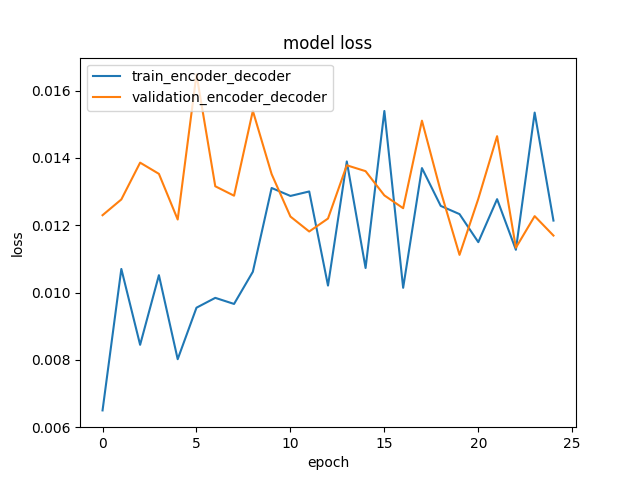 model loss
train_encoder_decoder
validation_encoder_decoder
0.016
0.014
0.012
0.010
0.008
0.006
loss
0 5 10 15 20 25
epoch